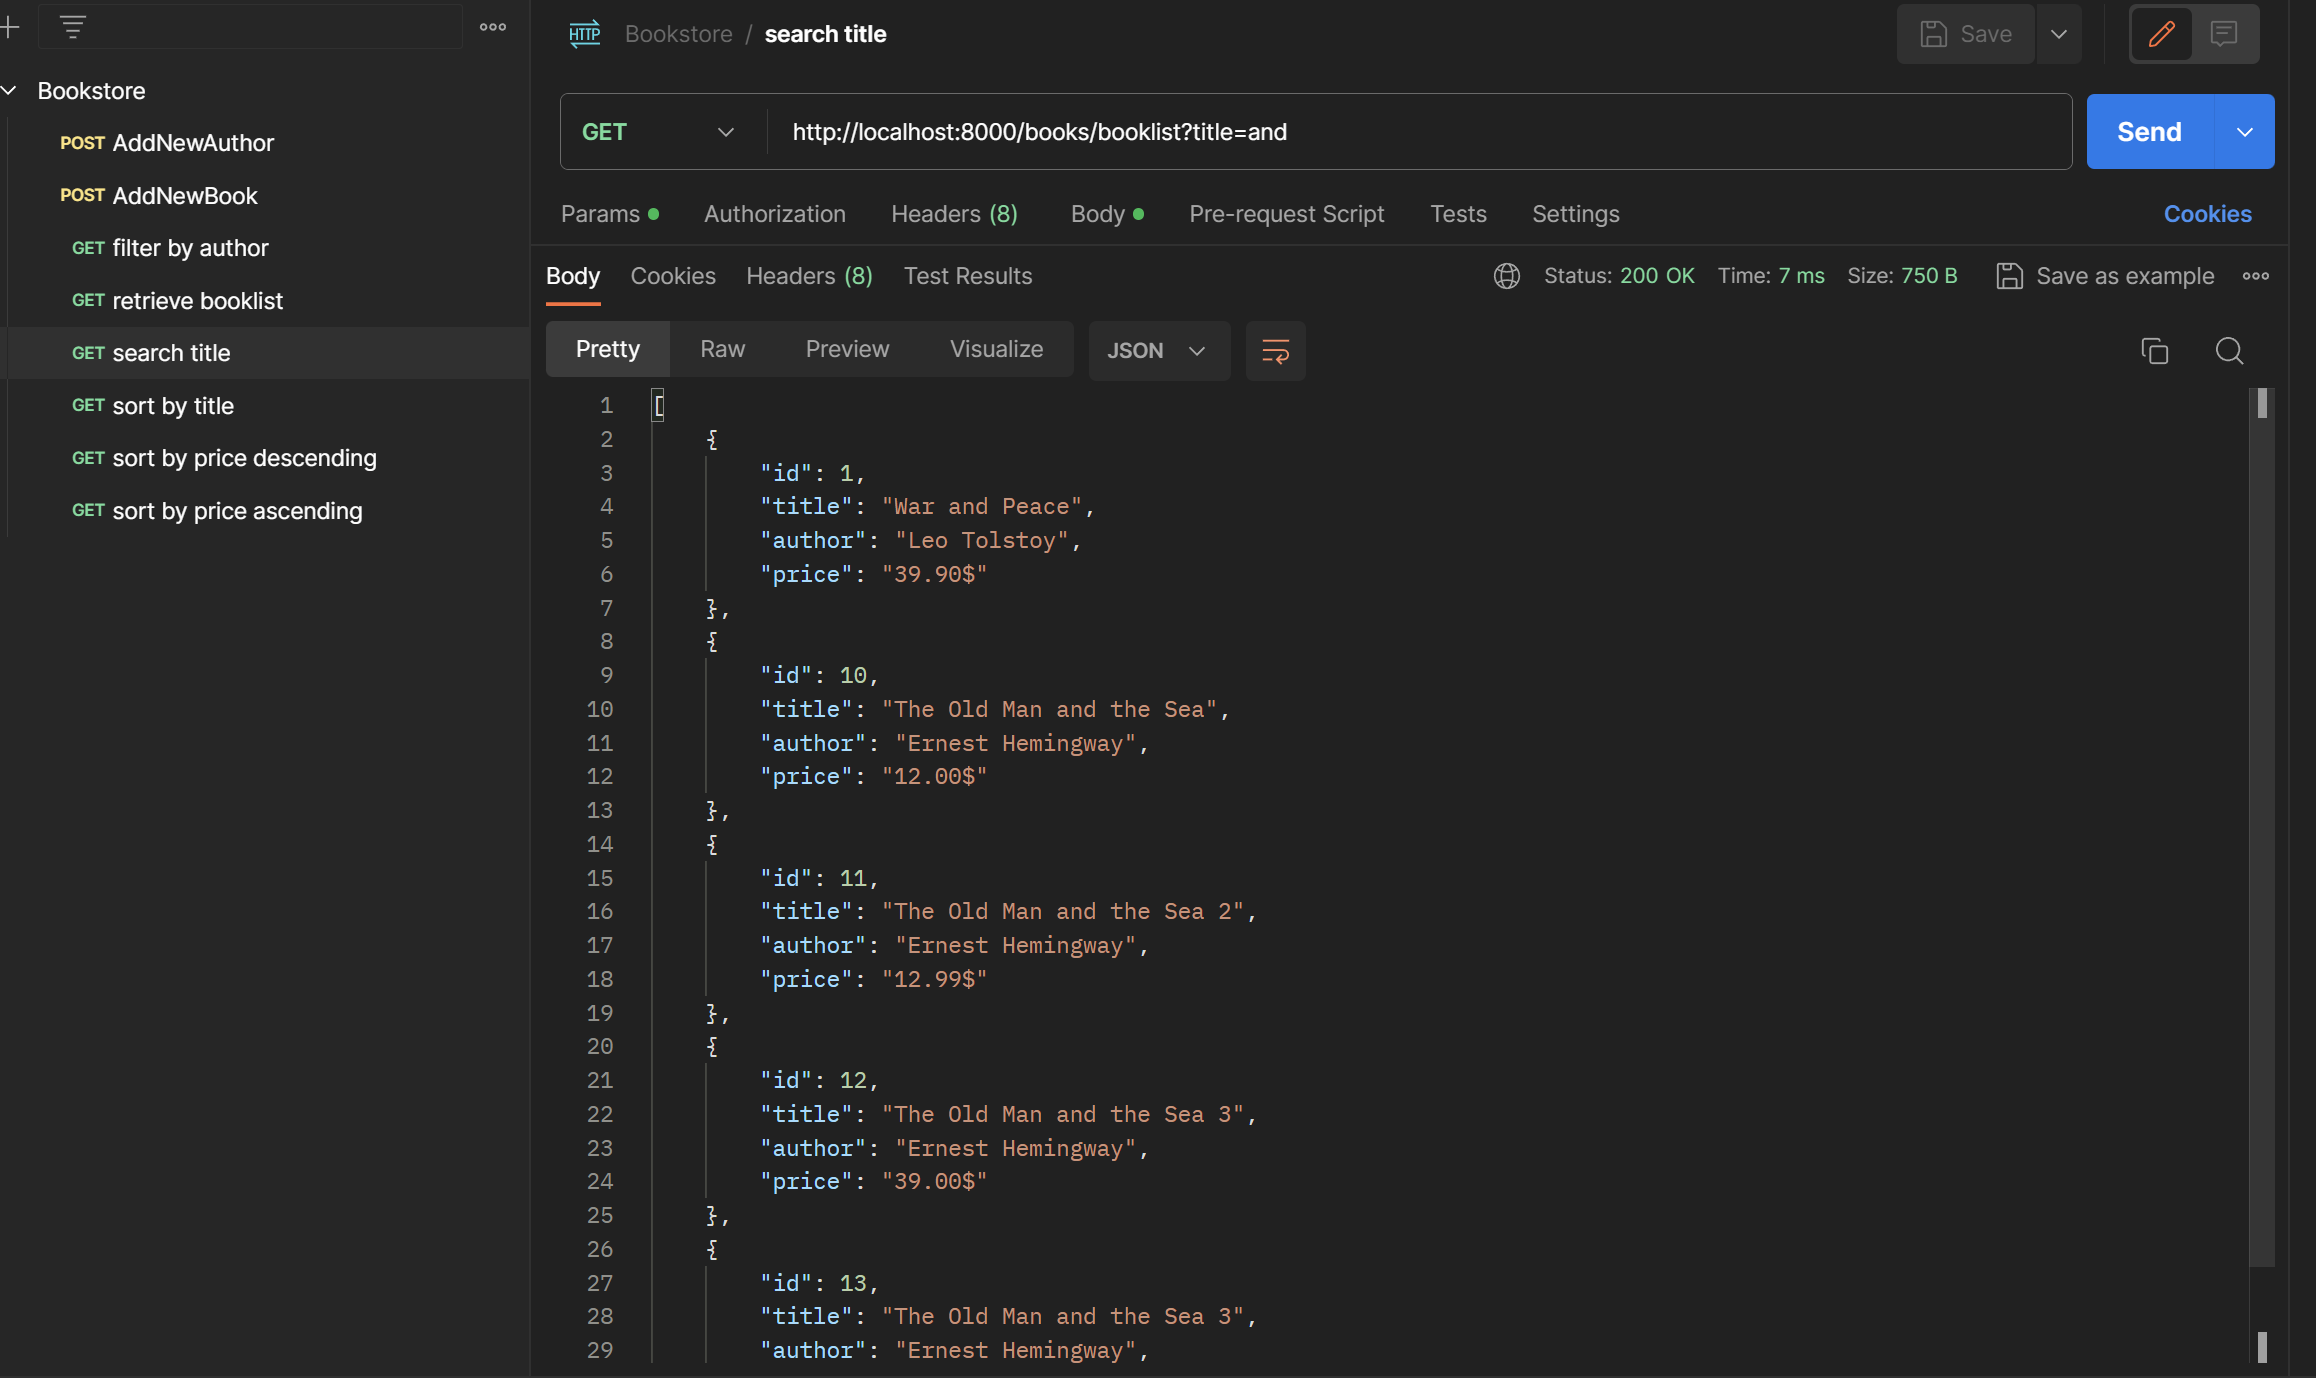 Bookstore
POST AddNewAuthor
POST AddNewBook
GET filter by author
GET retrieve booklist
GET search title
GET sort by title
GET sort by price descending
GET sort by price ascending
HTTP Bookstore / search title
Save
GET http://localhost:8000/books/booklist?title=and
Send
Params Authorization Headers (8) Body Pre-request Script Tests Settings Cookies
Body Cookies Headers (8) Test Results Status: 200 OK Time: 7 ms Size: 750 B Save as example
Pretty Raw Preview Visualize JSON
1 [
2 {
3 "id": 1,
4 "title": "War and Peace",
5 "author": "Leo Tolstoy",
6 "price": "39.90$"
7 },
8 {
9 "id": 10,
10 "title": "The Old Man and the Sea",
11 "author": "Ernest Hemingway",
12 "price": "12.00$"
13 },
14 {
15 "id": 11,
16 "title": "The Old Man and the Sea 2",
17 "author": "Ernest Hemingway",
18 "price": "12.99$"
19 },
20 {
21 "id": 12,
22 "title": "The Old Man and the Sea 3",
23 "author": "Ernest Hemingway",
24 "price": "39.00$"
25 },
26 {
27 "id": 13,
28 "title": "The Old Man and the Sea 3",
29 "author": "Ernest Hemingway",